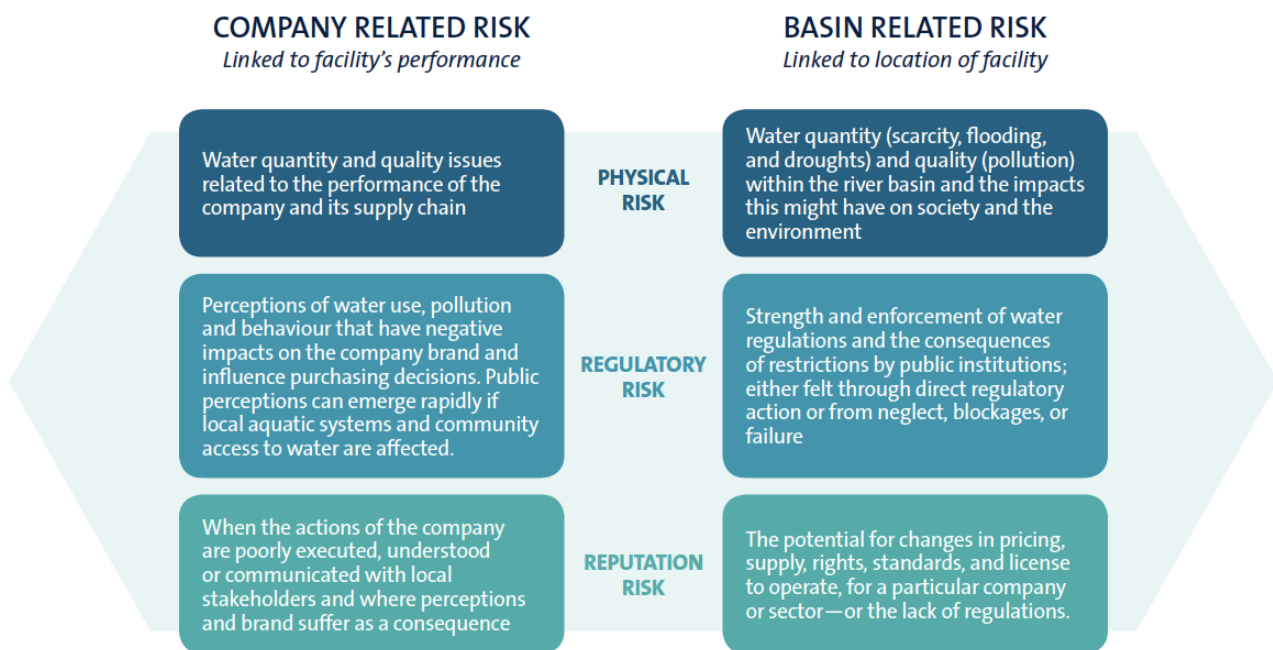 COMPANY RELATED RISK
Linked to facility's performance
BASIN RELATED RISK
Linked to location of facility
Water quantity and quality issues
related to the performance of the
company and its supply chain
PHYSICAL
RISK
Water quantity (scarcity, flooding,
and droughts) and quality (pollution)
within the river basin and the impacts
this might have on society and the
environment
Perceptions of water use, pollution
and behaviour that have negative
impacts on the company brand and
influence purchasing decisions. Public
perceptions can emerge rapidly if
local aquatic systems and community
access to water are affected.
REGULATORY
RISK
Strength and enforcement of water
regulations and the consequences
of restrictions by public institutions;
either felt through direct regulatory
action or from neglect, blockages, or
failure
When the actions of the company
are poorly executed, understood
or communicated with local
stakeholders and where perceptions
and brand suffer as a consequence
REPUTATION
RISK
The potential for changes in pricing,
supply, rights, standards, and license
to operate, for a particular company
or sector—or the lack of regulations.